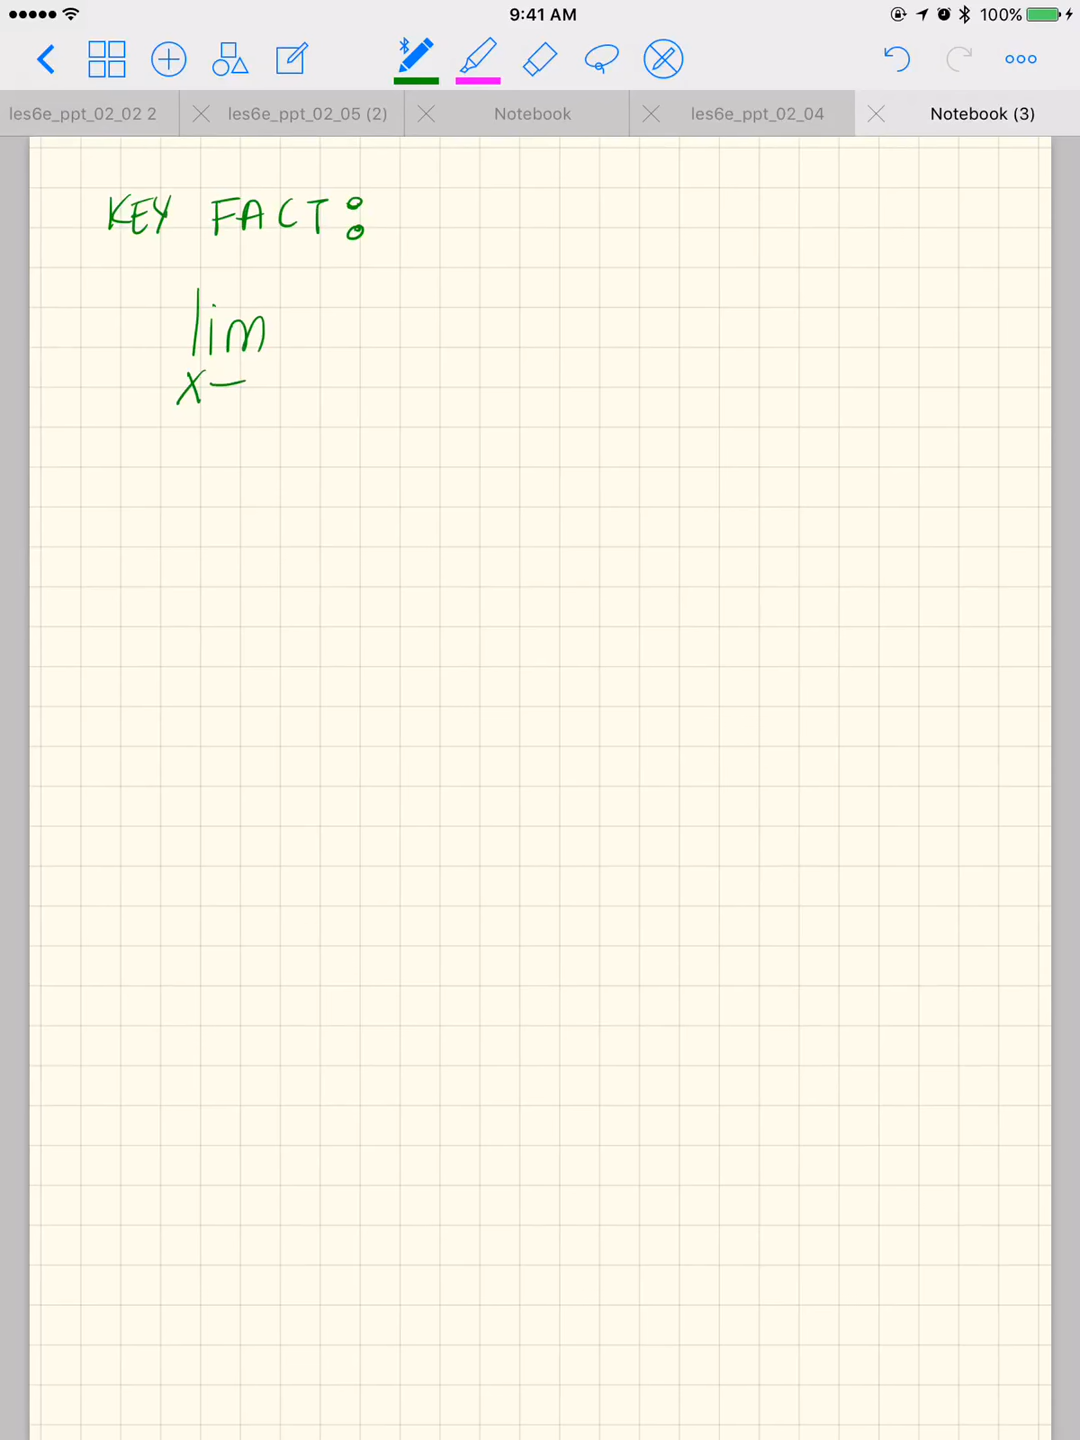 9:41 AM 100%
les6e_ppt_02_02 2 les6e_ppt_02_05 (2) Notebook les6e_ppt_02_04 Notebook (3)
KEY FACT:
lim
x–